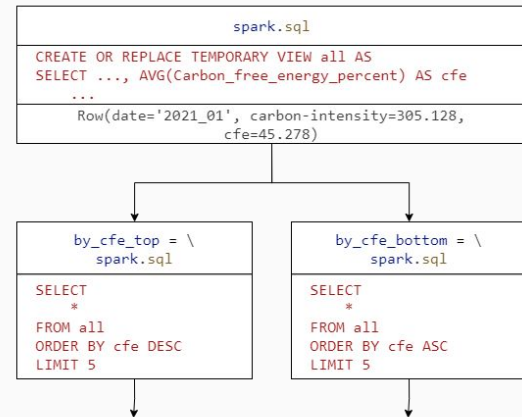 spark.sql
CREATE OR REPLACE TEMPORARY VIEW all AS
SELECT ..., AVG(Carbon_free_energy_percent) AS cfe
...
Row(date='2021_01', carbon-intensity=305.128,
cfe=45.278)
by_cfe_top = \
spark.sql
SELECT
*
FROM all
ORDER BY cfe DESC
LIMIT 5
by_cfe_bottom = \
spark.sql
SELECT
*
FROM all
ORDER BY cfe ASC
LIMIT 5